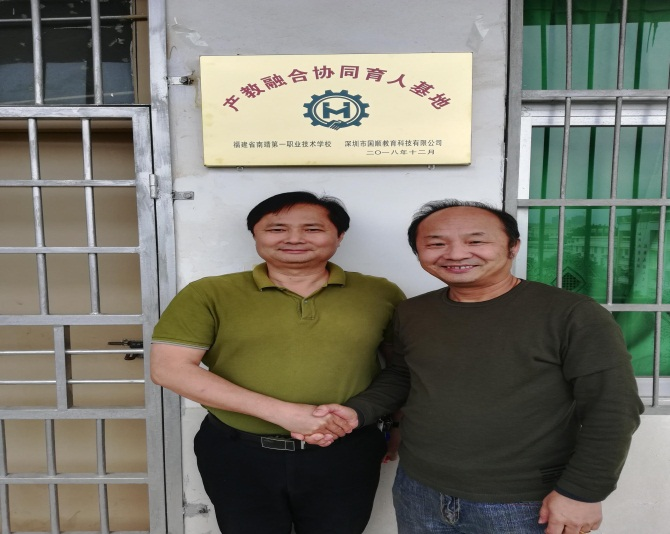 产教融合协同育人基地
福建省南靖第一职业技术学校 深圳市国顺教育科技有限公司
二〇一八年十二月